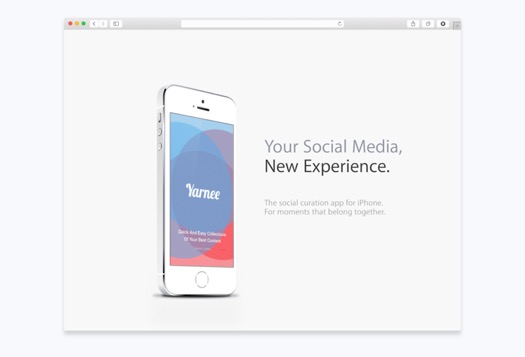 Your Social Media,
New Experience.
The social curation app for iPhone.
For moments that belong together.
Yarnee
Quick And Easy Collections
Of Your Best Content